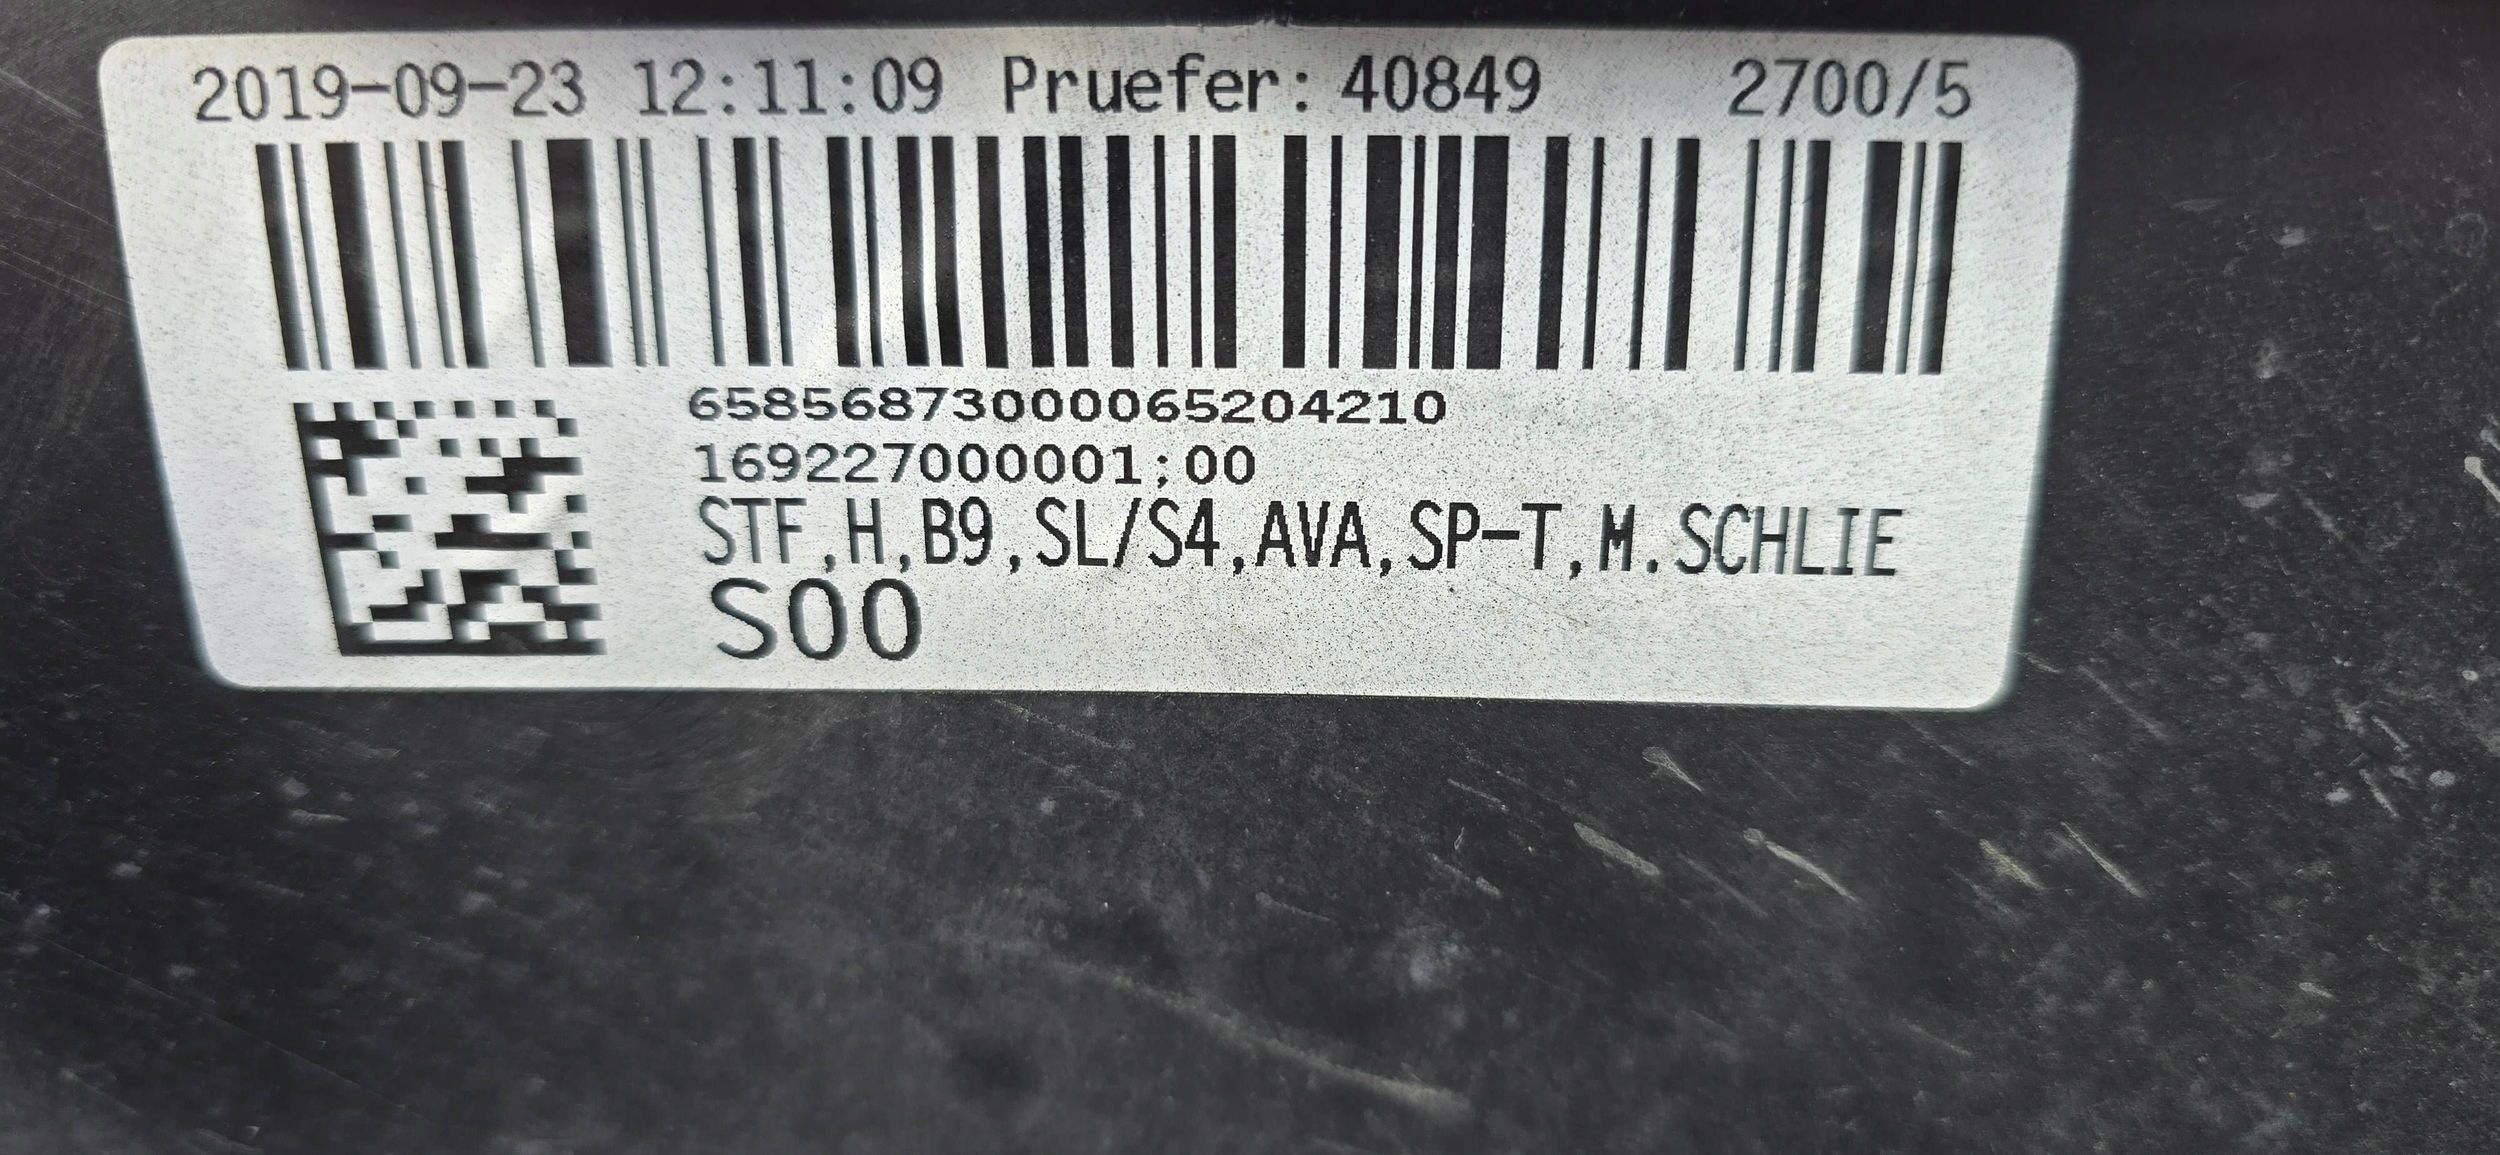 2019-09-23 12:11:09 Pruefer: 40849 2700/5
65856873000065204210
169227000001;00
STF,H,B9,SL/S4,AVA,SP-T,M.SCHLIE
S00